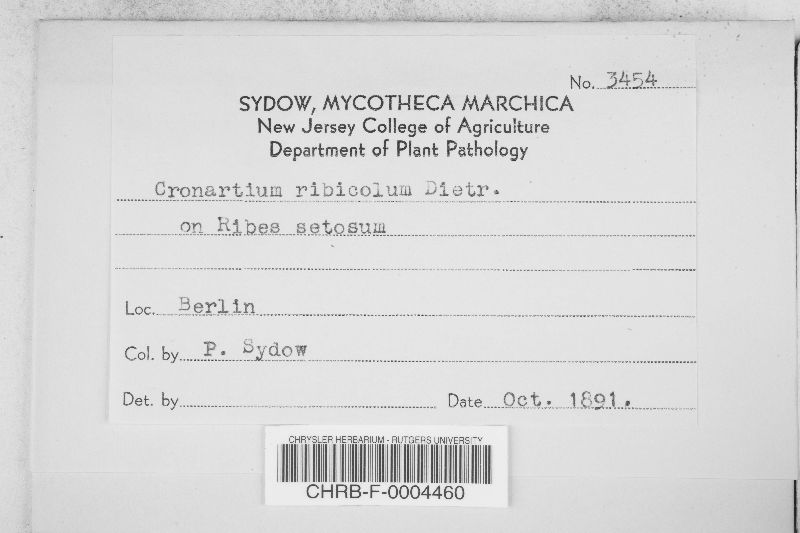 No. 3454
SYDOW, MYCOTHECA MARCHICA
New Jersey College of Agriculture
Department of Plant Pathology
Cronartium ribicolum Dietr.
on Ribes setosum
Loc. Berlin
Col. by P. Sydow
Det. by
Date Oct. 1891.
CHRYSLER HERBARIUM - RUTGERS UNIVERSITY
CHRB-F-0004460